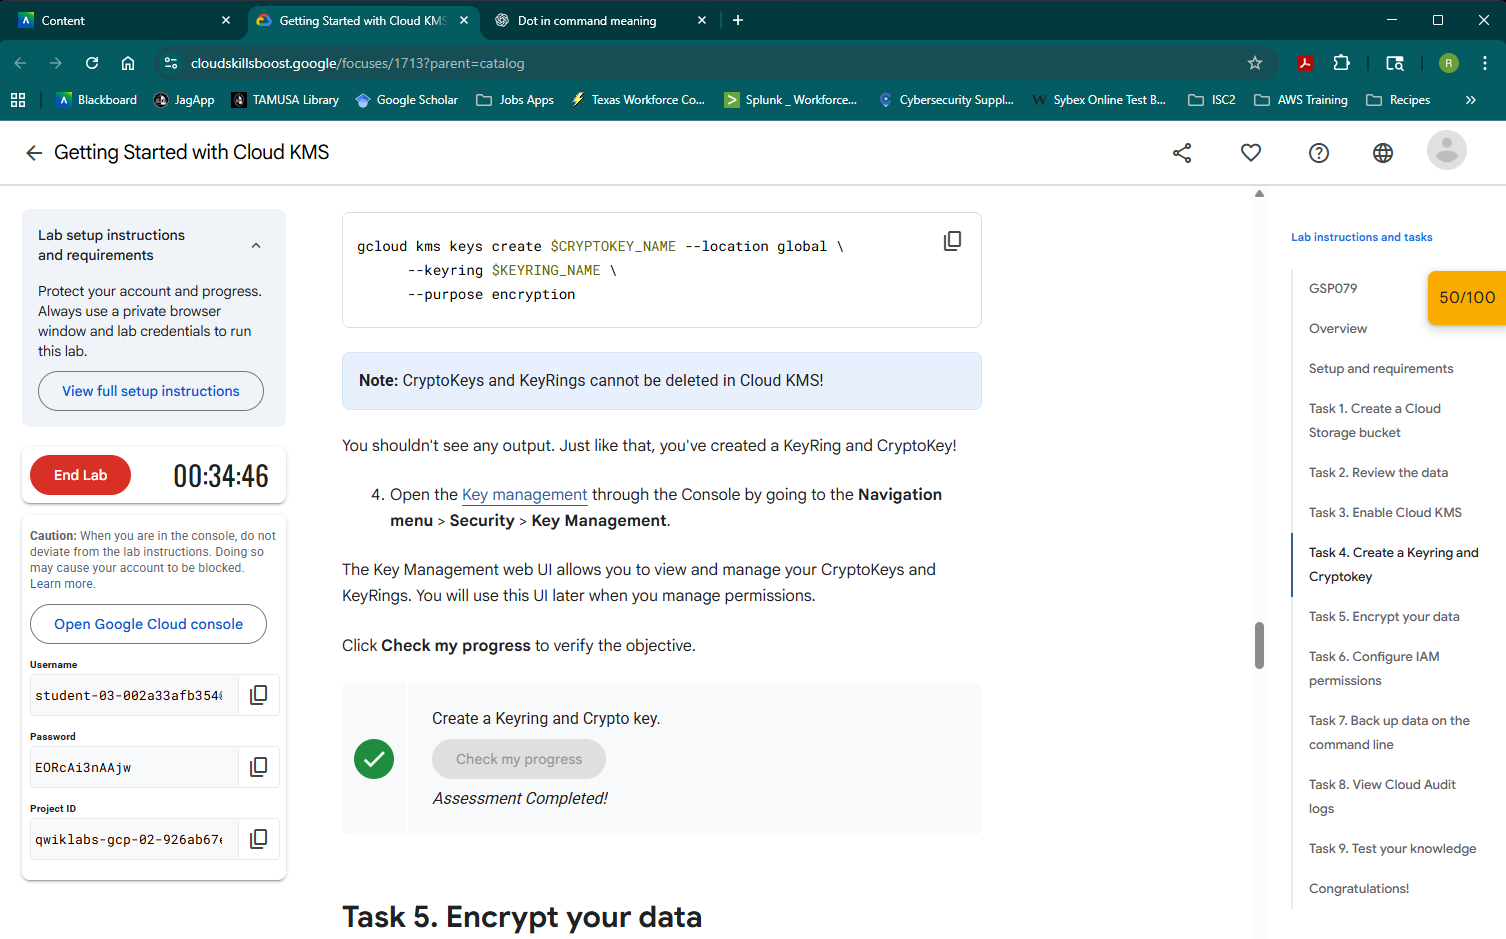 Content
Getting Started with Cloud KMS
Dot in command meaning
cloudskillsboost.google/focuses/1713?parent=catalog
R
Blackboard
JagApp
TAMUSA Library
Google Scholar
Jobs Apps
Texas Workforce Co...
Splunk _ Workforce...
Cybersecurity Suppl...
Sybex Online Test B...
ISC2
AWS Training
Recipes
Getting Started with Cloud KMS
Lab setup instructions
and requirements
Protect your account and progress.
Always use a private browser
window and lab credentials to run
this lab.
View full setup instructions
End Lab
00:34:46
Caution: When you are in the console, do not
deviate from the lab instructions. Doing so
may cause your account to be blocked.
Learn more.
Open Google Cloud console
Username
student-03-002a33afb354@
Password
EORcAi3nAAjw
Project ID
qwiklabs-gcp-02-926ab67e
gcloud kms keys create $CRYPTOKEY_NAME --location global \
--keyring $KEYRING_NAME \
--purpose encryption
Note: CryptoKeys and KeyRings cannot be deleted in Cloud KMS!
You shouldn't see any output. Just like that, you've created a KeyRing and CryptoKey!
4. Open the Key management through the Console by going to the Navigation
menu > Security > Key Management.
The Key Management web UI allows you to view and manage your CryptoKeys and
KeyRings. You will use this UI later when you manage permissions.
Click Check my progress to verify the objective.
Create a Keyring and Crypto key.
Check my progress
Assessment Completed!
Task 5. Encrypt your data
Lab instructions and tasks
GSP079
50/100
Overview
Setup and requirements
Task 1. Create a Cloud
Storage bucket
Task 2. Review the data
Task 3. Enable Cloud KMS
Task 4. Create a Keyring and
Cryptokey
Task 5. Encrypt your data
Task 6. Configure IAM
permissions
Task 7. Back up data on the
command line
Task 8. View Cloud Audit
logs
Task 9. Test your knowledge
Congratulations!